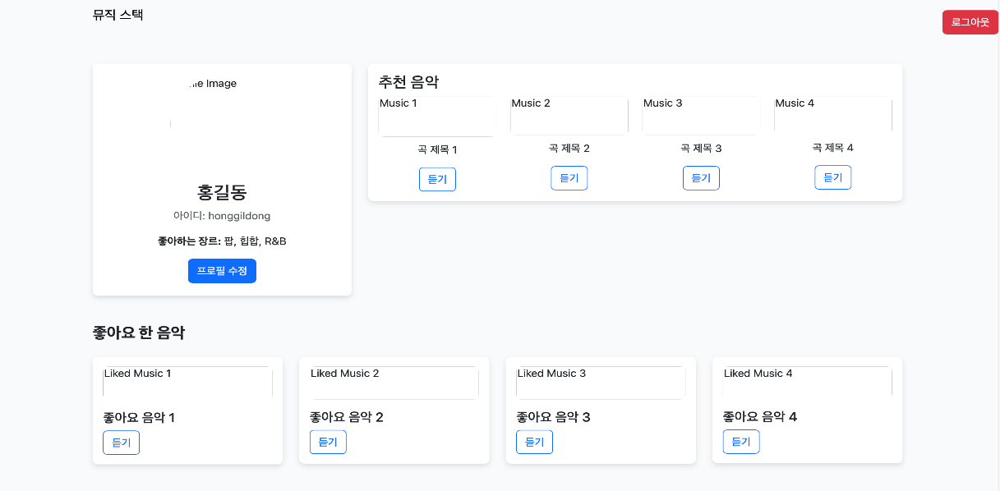 뮤직 스택
로그아웃
Image
홍길동
아이디: honggildong
좋아하는 장르: 팝, 힙합, R&B
프로필 수정
추천 음악
Music 1 Music 2 Music 3 Music 4
곡 제목 1 곡 제목 2 곡 제목 3 곡 제목 4
듣기 듣기 듣기 듣기
좋아요 한 음악
Liked Music 1 Liked Music 2 Liked Music 3 Liked Music 4
좋아요 음악 1 좋아요 음악 2 좋아요 음악 3 좋아요 음악 4
듣기 듣기 듣기 듣기